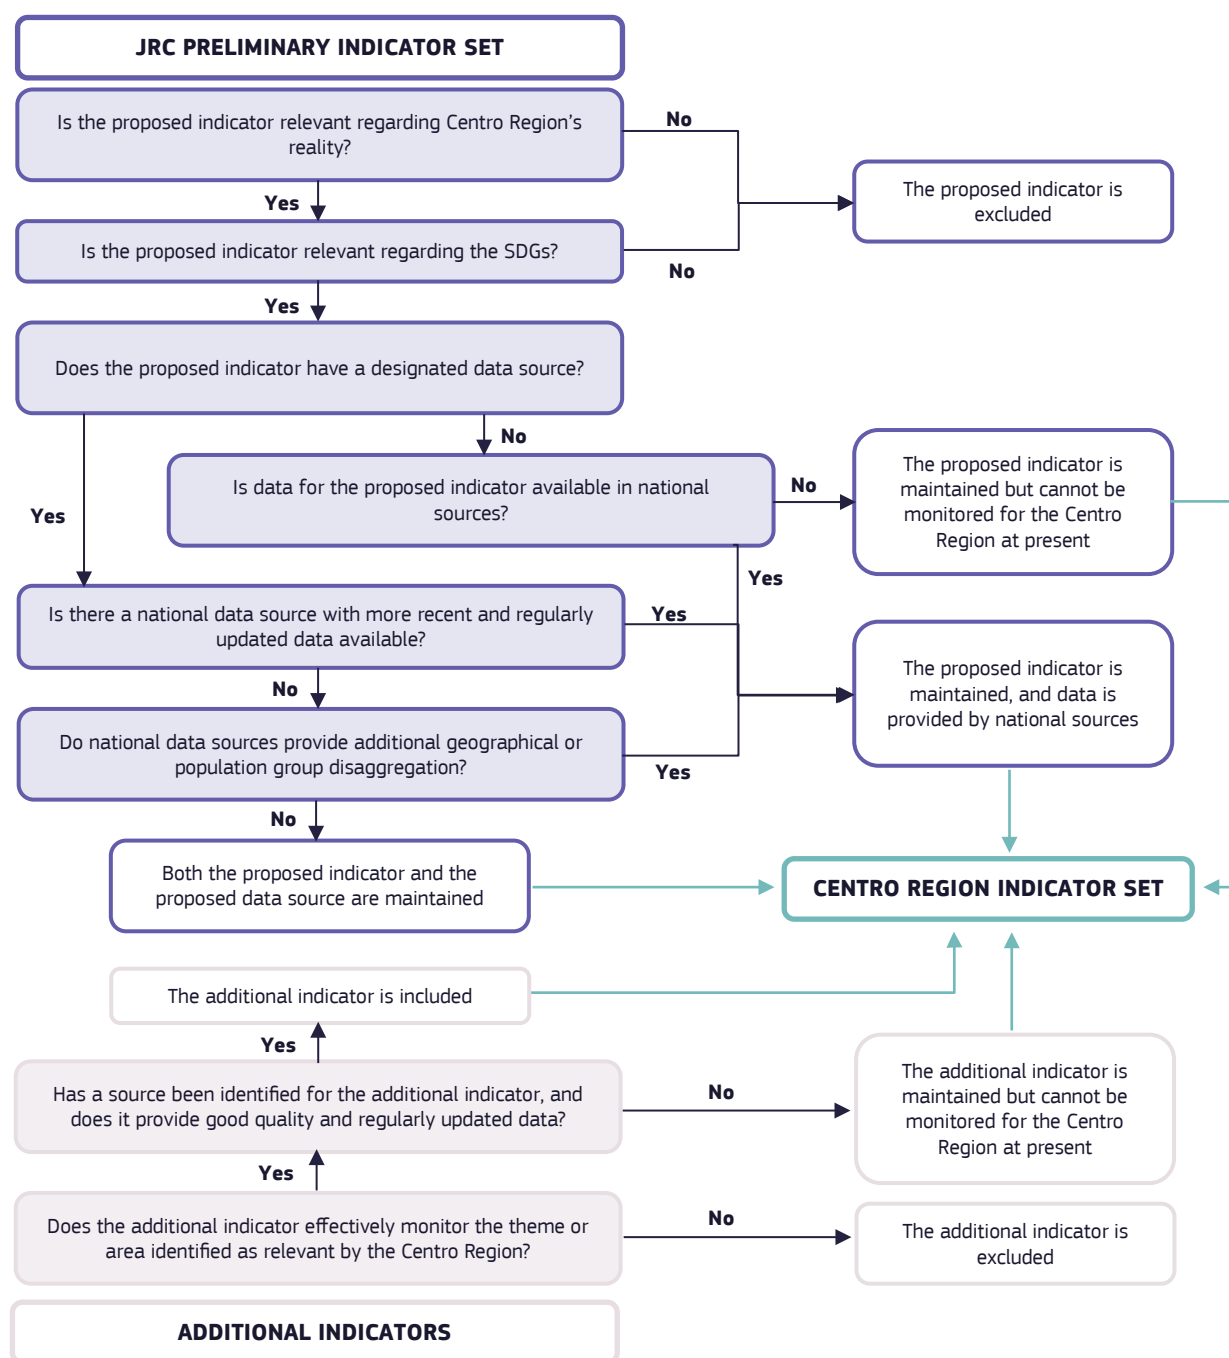 JRC PRELIMINARY INDICATOR SET
Is the proposed indicator relevant regarding Centro Region's
reality?
No
The proposed indicator is
excluded
Yes
Is the proposed indicator relevant regarding the SDGs?
No
Yes
Does the proposed indicator have a designated data source?
No
Yes
Is data for the proposed indicator available in national
sources?
No
The proposed indicator is
maintained but cannot be
monitored for the Centro
Region at present
Yes
Is there a national data source with more recent and regularly
updated data available?
Yes
The proposed indicator is
maintained, and data is
provided by national sources
No
Do national data sources provide additional geographical or
population group disaggregation?
Yes
No
Both the proposed indicator and the
proposed data source are maintained
CENTRO REGION INDICATOR SET
The additional indicator is included
Yes
Has a source been identified for the additional indicator, and
does it provide good quality and regularly updated data?
No
The additional indicator is
maintained but cannot be
monitored for the Centro
Region at present
Yes
Does the additional indicator effectively monitor the theme or
area identified as relevant by the Centro Region?
No
The additional indicator is
excluded
ADDITIONAL INDICATORS